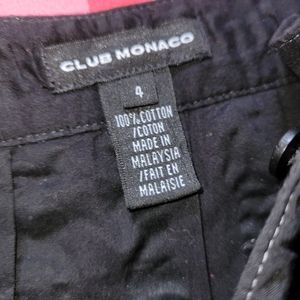 CLUB MONACO
4
100% COTTON
/COTON
MADE IN
MALAYSIA
/FAIT EN
MALAISIE